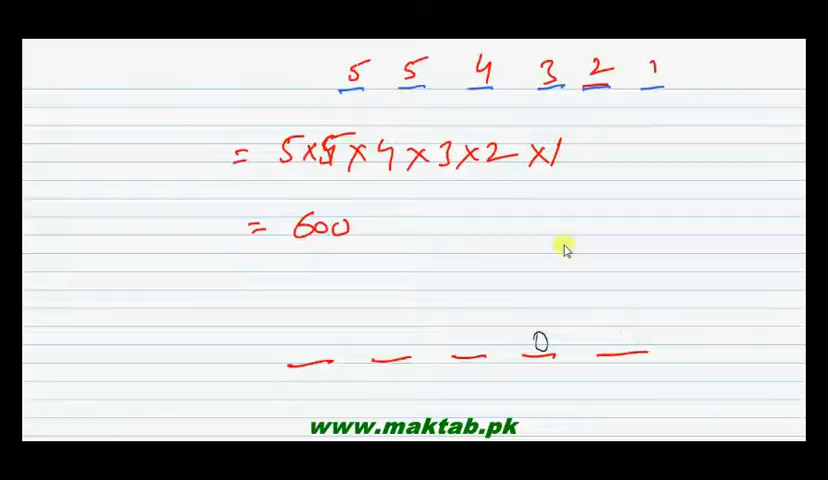 5 5 4 3 2 1
= 5×5×4×3×2×1
= 600
0
www.maktab.pk